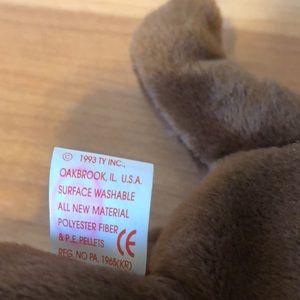 © 1993 TY INC.,
OAKBROOK, IL. U.S.A.
SURFACE WASHABLE
ALL NEW MATERIAL
POLYESTER FIBER
& P.E. PELLETS CE
REG. NO PA. 1965(KR)